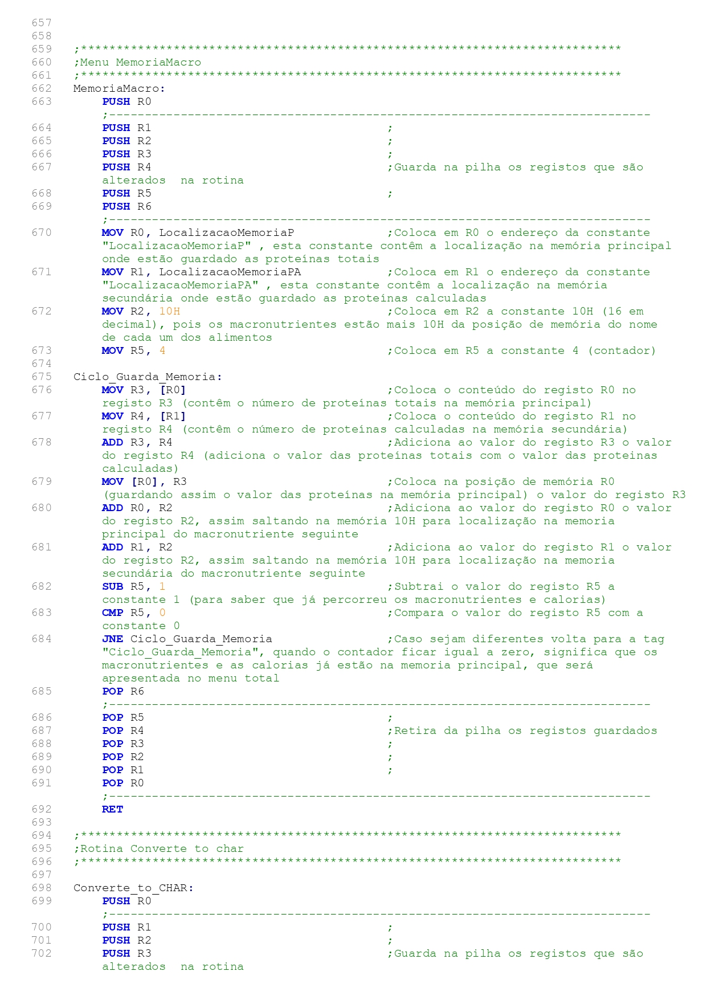 657
658
659 ;****************************************************************************
660 ;Menu MemoriaMacro
661 ;****************************************************************************
662 MemoriaMacro:
663 PUSH R0
;----------------------------------------------------------------------------
664 PUSH R1 ;
665 PUSH R2 ;
666 PUSH R3 ;
667 PUSH R4 ;Guarda na pilha os registos que são
alterados  na rotina
668 PUSH R5 ;
669 PUSH R6
;----------------------------------------------------------------------------
670 MOV R0, LocalizacaoMemoriaP ;Coloca em R0 o endereço da constante
"LocalizacaoMemoriaP" , esta constante contêm a localização na memória principal
onde estão guardado as proteínas totais
671 MOV R1, LocalizacaoMemoriaPA ;Coloca em R1 o endereço da constante
"LocalizacaoMemoriaPA" , esta constante contêm a localização na memória
secundária onde estão guardado as proteínas calculadas
672 MOV R2, 10H ;Coloca em R2 a constante 10H (16 em
decimal), pois os macronutrientes estão mais 10H da posição de memória do nome
de cada um dos alimentos
673 MOV R5, 4 ;Coloca em R5 a constante 4 (contador)
674
675 Ciclo_Guarda_Memoria:
676 MOV R3, [R0] ;Coloca o conteúdo do registo R0 no
registo R3 (contêm o número de proteínas totais na memória principal)
677 MOV R4, [R1] ;Coloca o conteúdo do registo R1 no
registo R4 (contêm o número de proteínas calculadas na memória secundária)
678 ADD R3, R4 ;Adiciona ao valor do registo R3 o valor
do registo R4 (adiciona o valor das proteínas totais com o valor das proteinas
calculadas)
679 MOV [R0], R3 ;Coloca na posição de memória R0
(guardando assim o valor das proteínas na memória principal) o valor do registo R3
680 ADD R0, R2 ;Adiciona ao valor do registo R0 o valor
do registo R2, assim saltando na memória 10H para localização na memoria
principal do macronutriente seguinte
681 ADD R1, R2 ;Adiciona ao valor do registo R1 o valor
do registo R2, assim saltando na memória 10H para localização na memoria
secundária do macronutriente seguinte
682 SUB R5, 1 ;Subtrai o valor do registo R5 a
constante 1 (para saber que já percorreu os macronutrientes e calorias)
683 CMP R5, 0 ;Compara o valor do registo R5 com a
constante 0
684 JNE Ciclo_Guarda_Memoria ;Caso sejam diferentes volta para a tag
"Ciclo_Guarda_Memoria", quando o contador ficar igual a zero, significa que os
macronutrientes e as calorias já estão na memoria principal, que será
apresentada no menu total
685 POP R6
;----------------------------------------------------------------------------
686 POP R5 ;
687 POP R4 ;Retira da pilha os registos guardados
688 POP R3 ;
689 POP R2 ;
690 POP R1 ;
691 POP R0
;----------------------------------------------------------------------------
692 RET
693
694 ;****************************************************************************
695 ;Rotina Converte to char
696 ;****************************************************************************
697
698 Converte_to_CHAR:
699 PUSH R0
;----------------------------------------------------------------------------
700 PUSH R1 ;
701 PUSH R2 ;
702 PUSH R3 ;Guarda na pilha os registos que são
alterados  na rotina